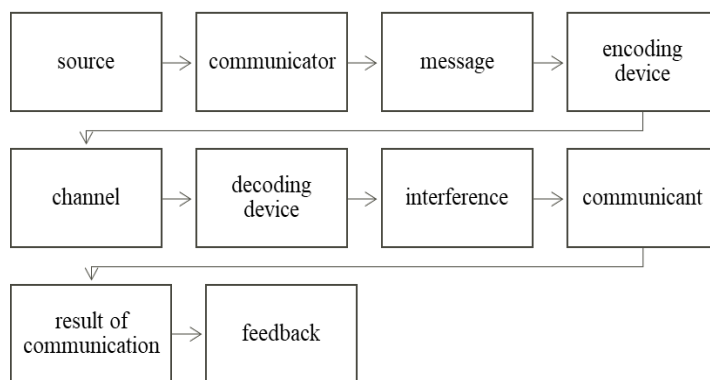 source
communicator
message
encoding
device
channel
decoding
device
interference
communicant
result of
communication
feedback